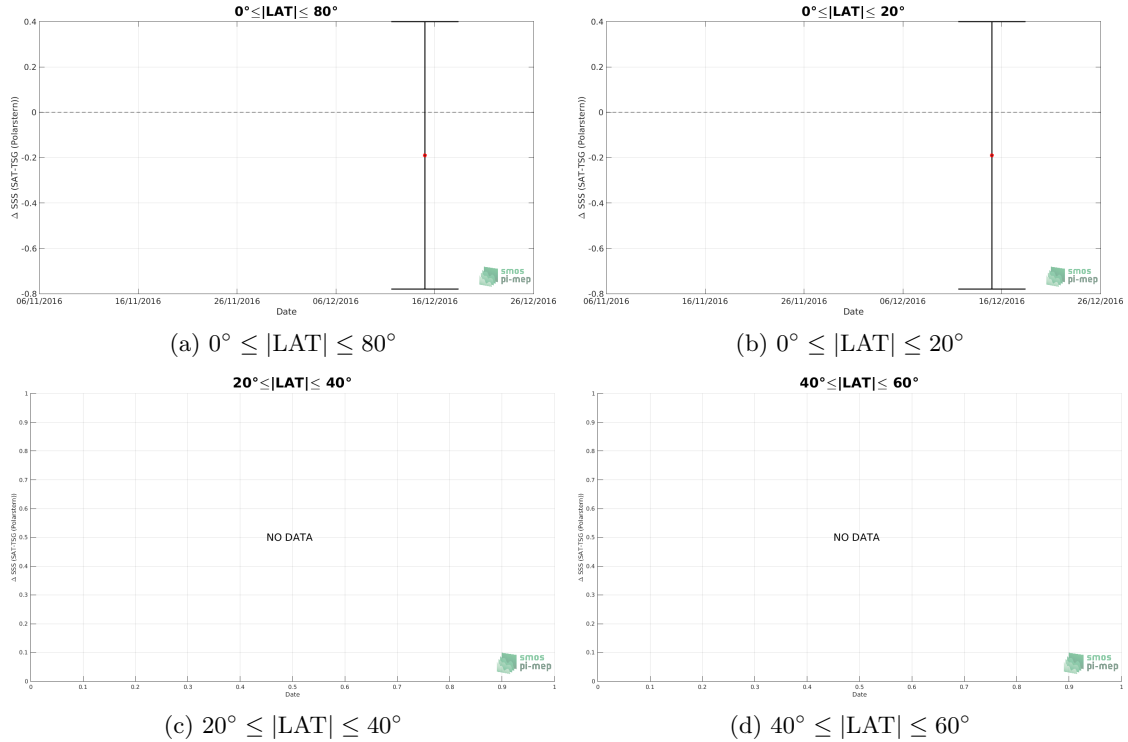 0°≤|LAT|≤ 80°
0.4
0.2
0
-0.2
-0.4
-0.6
-0.8
Δ SSS (SAT-TSG (Polarstern))
06/11/2016 16/11/2016 26/11/2016 06/12/2016 16/12/2016 26/12/2016
Date
smos
pi-mep
(a) 0° ≤ |LAT| ≤ 80°
0°≤|LAT|≤ 20°
0.4
0.2
0
-0.2
-0.4
-0.6
-0.8
Δ SSS (SAT-TSG (Polarstern))
06/11/2016 16/11/2016 26/11/2016 06/12/2016 16/12/2016 26/12/2016
Date
smos
pi-mep
(b) 0° ≤ |LAT| ≤ 20°
20°≤|LAT|≤ 40°
1
0.9
0.8
0.7
0.6
0.5
0.4
0.3
0.2
0.1
0
Δ SSS (SAT-TSG (Polarstern))
NO DATA
0 0.1 0.2 0.3 0.4 0.5 0.6 0.7 0.8 0.9 1
Date
smos
pi-mep
(c) 20° ≤ |LAT| ≤ 40°
40°≤|LAT|≤ 60°
1
0.9
0.8
0.7
0.6
0.5
0.4
0.3
0.2
0.1
0
Δ SSS (SAT-TSG (Polarstern))
NO DATA
0 0.1 0.2 0.3 0.4 0.5 0.6 0.7 0.8 0.9 1
Date
smos
pi-mep
(d) 40° ≤ |LAT| ≤ 60°